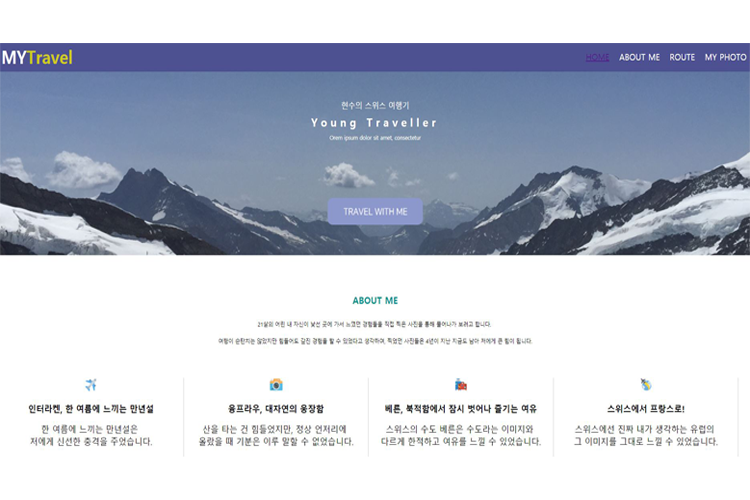 MYTravel
HOME ABOUT ME ROUTE MY PHOTO
현수의 스위스 여행기
Young Traveller
Orem ipsum dolor sit amet, consectetur
TRAVEL WITH ME
ABOUT ME
21살의 어린 내 자신이 낯선 곳에 가서 느꼈던 경험들을 직접 찍은 사진을 통해 풀어나가 보려고 합니다.
여행이 순탄치는 않았지만 힘들어도 값진 경험을 할 수 있었다고 생각하며, 찍었던 사진들은 4년이 지난 지금도 남아 저에게 큰 힘이 됩니다.
인터라켄, 한 여름에 느끼는 만년설
한 여름에 느끼는 만년설은
저에게 신선한 충격을 주었습니다.
융프라우, 대자연의 웅장함
산을 타는 건 힘들었지만, 정상 언저리에
올랐을 때 기분은 이루 말할 수 없었습니다.
베른, 북적함에서 잠시 벗어나 즐기는 여유
스위스의 수도 베른은 수도라는 이미지와
다르게 한적하고 여유를 느낄 수 있었습니다.
스위스에서 프랑스로!
스위스에선 진짜 내가 생각하는 유럽의
그 이미지를 그대로 느낄 수 있었습니다.